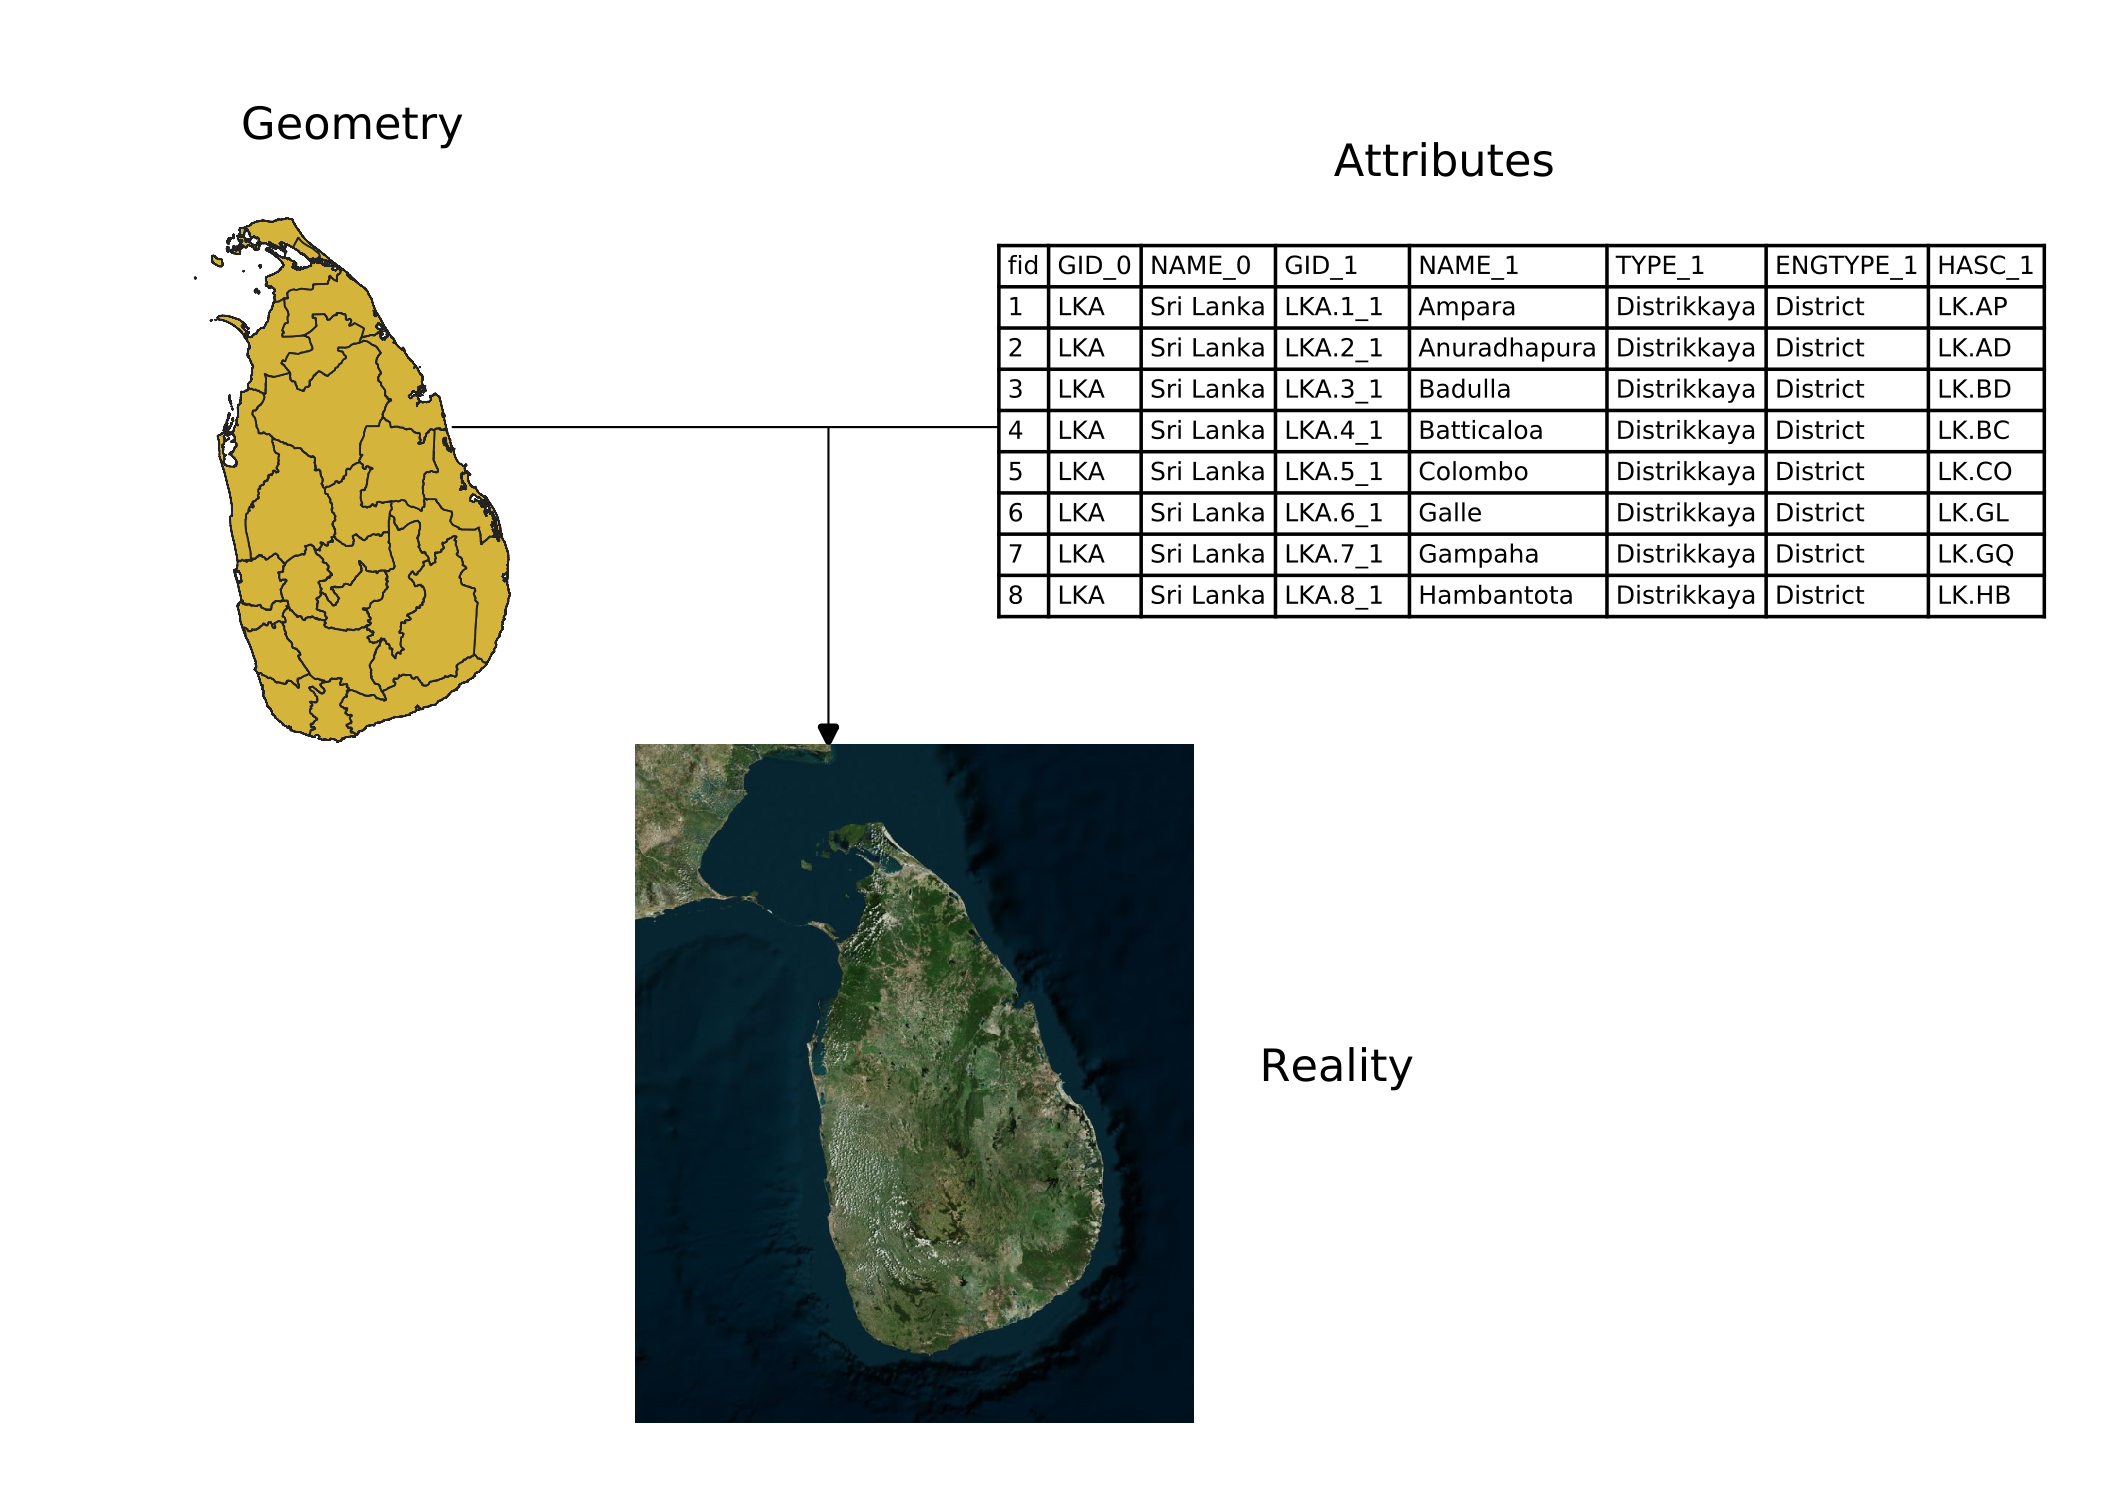 Geometry
Attributes
fid GID_0 NAME_0 GID_1 NAME_1 TYPE_1 ENGTYPE_1 HASC_1
1 LKA Sri Lanka LKA.1_1 Ampara Distrikkaya District LK.AP
2 LKA Sri Lanka LKA.2_1 Anuradhapura Distrikkaya District LK.AD
3 LKA Sri Lanka LKA.3_1 Badulla Distrikkaya District LK.BD
4 LKA Sri Lanka LKA.4_1 Batticaloa Distrikkaya District LK.BC
5 LKA Sri Lanka LKA.5_1 Colombo Distrikkaya District LK.CO
6 LKA Sri Lanka LKA.6_1 Galle Distrikkaya District LK.GL
7 LKA Sri Lanka LKA.7_1 Gampaha Distrikkaya District LK.GQ
8 LKA Sri Lanka LKA.8_1 Hambantota Distrikkaya District LK.HB
Reality